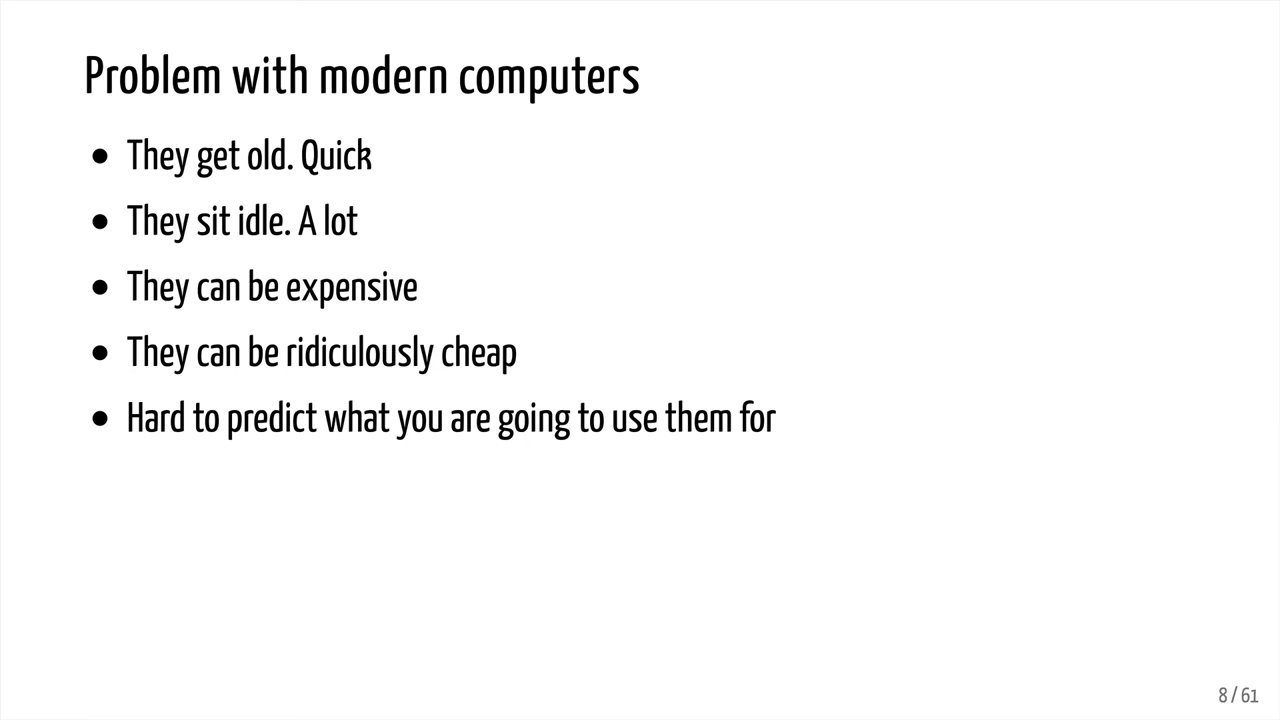 Problem with modern computers
• They get old. Quick
• They sit idle. A lot
• They can be expensive
• They can be ridiculously cheap
• Hard to predict what you are going to use them for
8 / 61